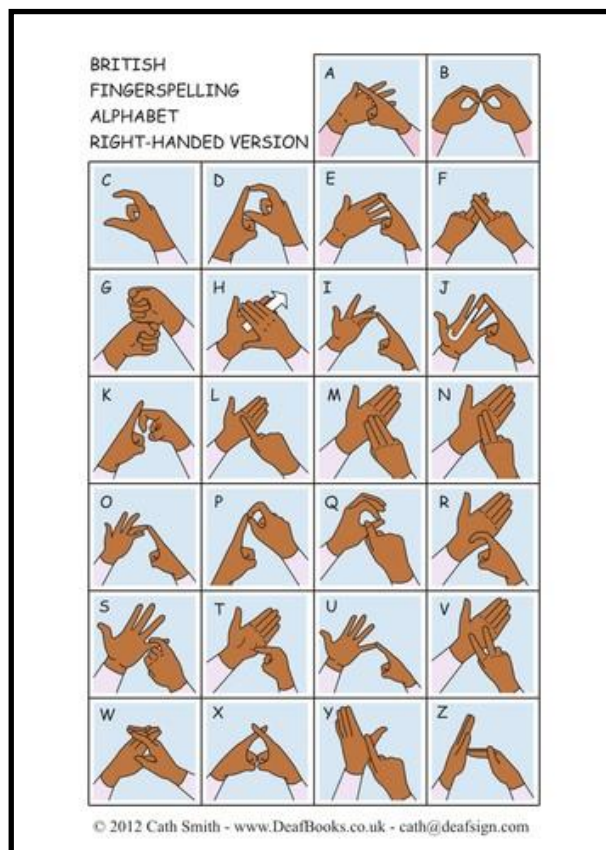 BRITISH
FINGERSPELLING
ALPHABET
RIGHT-HANDED VERSION
A B
C D E F
G H I J
K L M N
O P Q R
S T U V
W X Y Z
© 2012 Cath Smith - www.DeafBooks.co.uk - cath@deafsign.com